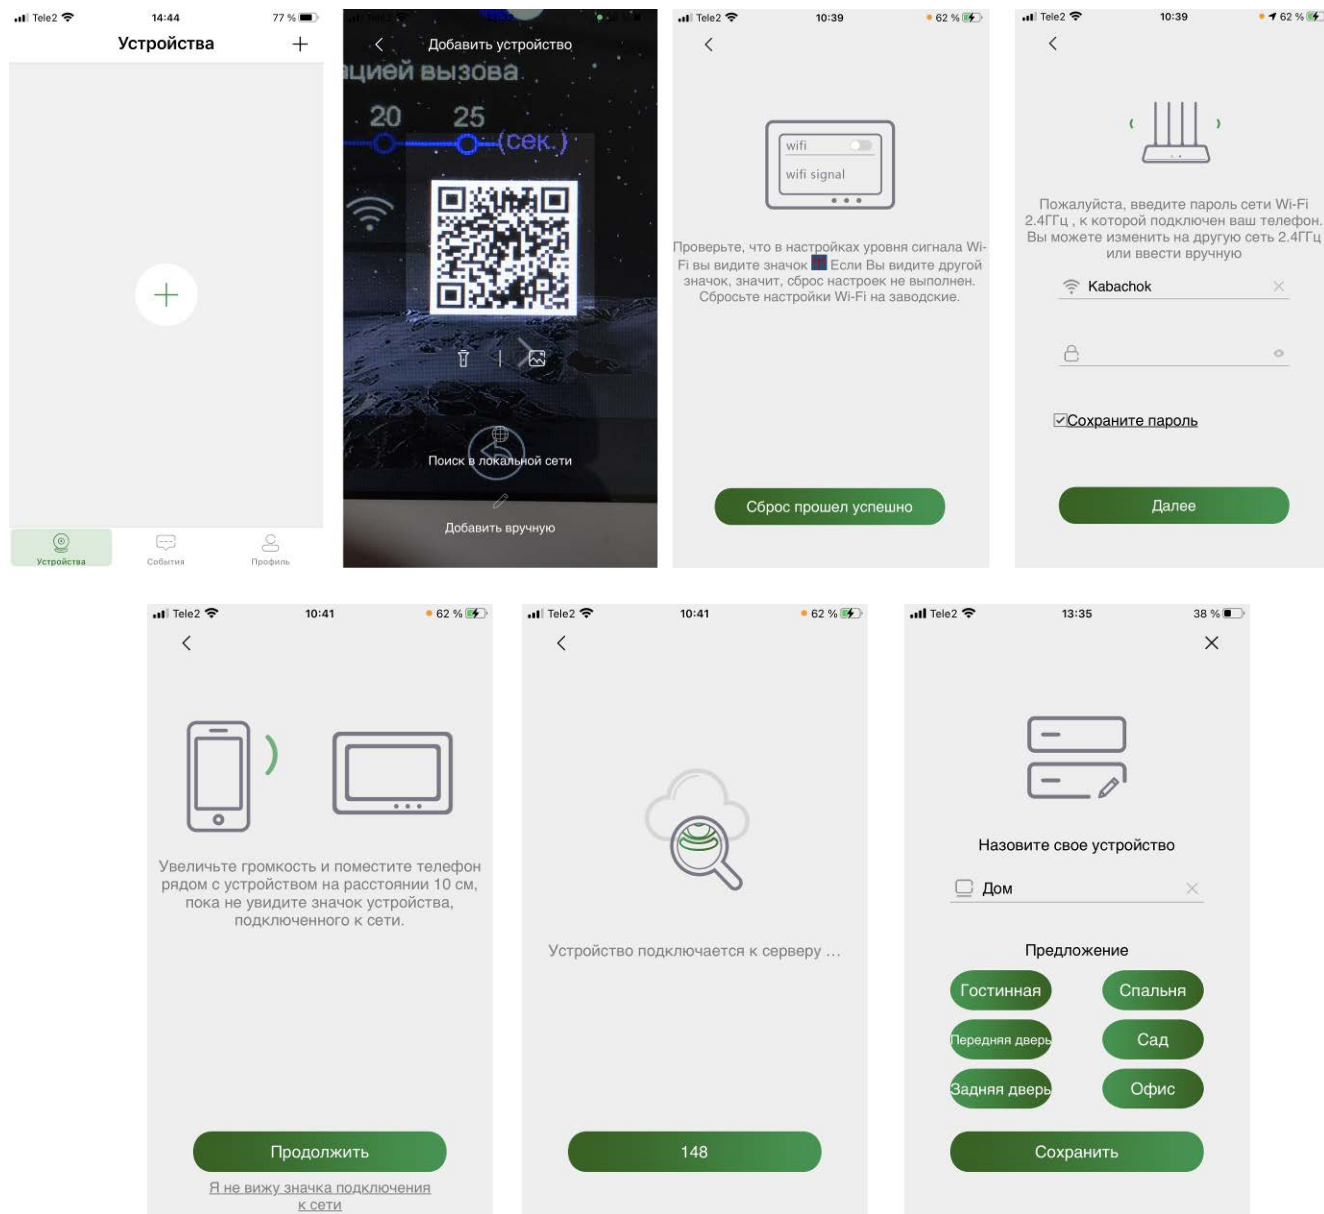 Tele2 14:44 77 %
Устройства
Устройства События Профиль
Добавить устройство
ацией вызова
20 25
(сек.)
Поиск в локальной сети
Добавить вручную
Tele2 10:39 62 %
wifi
wifi signal
Проверьте, что в настройках уровня сигнала Wi-
Fi вы видите значок Если Вы видите другой
значок, значит, сброс настроек не выполнен.
Сбросьте настройки Wi-Fi на заводские.
Сброс прошел успешно
Tele2 10:39 62 %
Пожалуйста, введите пароль сети Wi-Fi
2.4ГГц , к которой подключен ваш телефон.
Вы можете изменить на другую сеть 2.4ГГц
или ввести вручную
Kabachok
Сохраните пароль
Далее
Tele2 10:41 62 %
Увеличьте громкость и поместите телефон
рядом с устройством на расстоянии 10 см,
пока не увидите значок устройства,
подключенного к сети.
Продолжить
Я не вижу значка подключения
к сети
Tele2 10:41 62 %
Устройство подключается к серверу ...
148
Tele2 13:35 38 %
Назовите свое устройство
Дом
Предложение
Гостинная Спальня
Передняя дверь Сад
Задняя дверь Офис
Сохранить